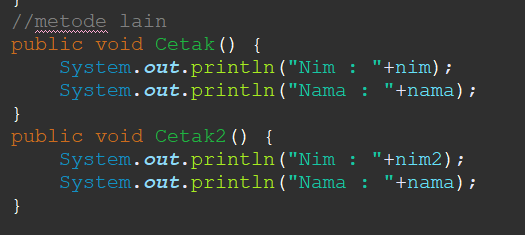 }
//metode lain
public void Cetak() {
    System.out.println("Nim : "+nim);
    System.out.println("Nama : "+nama);
}
public void Cetak2() {
    System.out.println("Nim : "+nim2);
    System.out.println("Nama : "+nama);
}